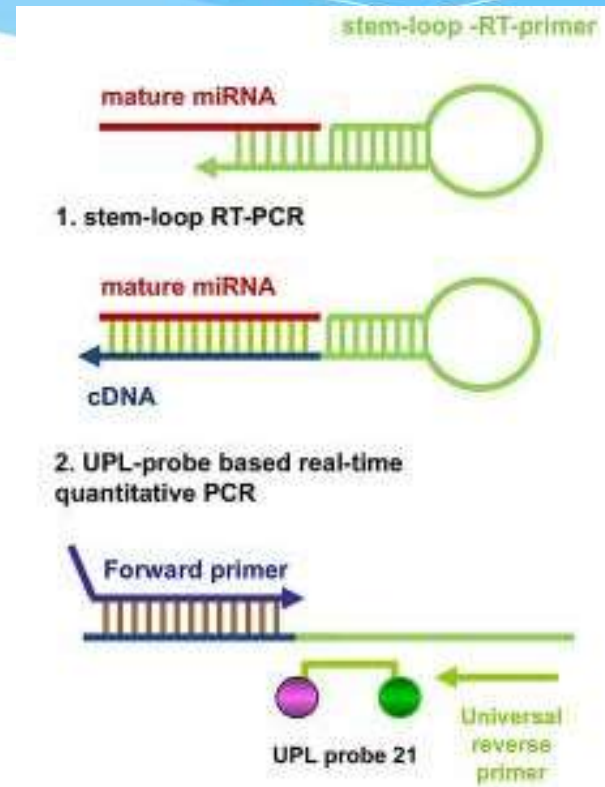 stem-loop -RT-primer
mature miRNA
1. stem-loop RT-PCR
mature miRNA
cDNA
2. UPL-probe based real-time
quantitative PCR
Forward primer
UPL probe 21
Universal
reverse
primer